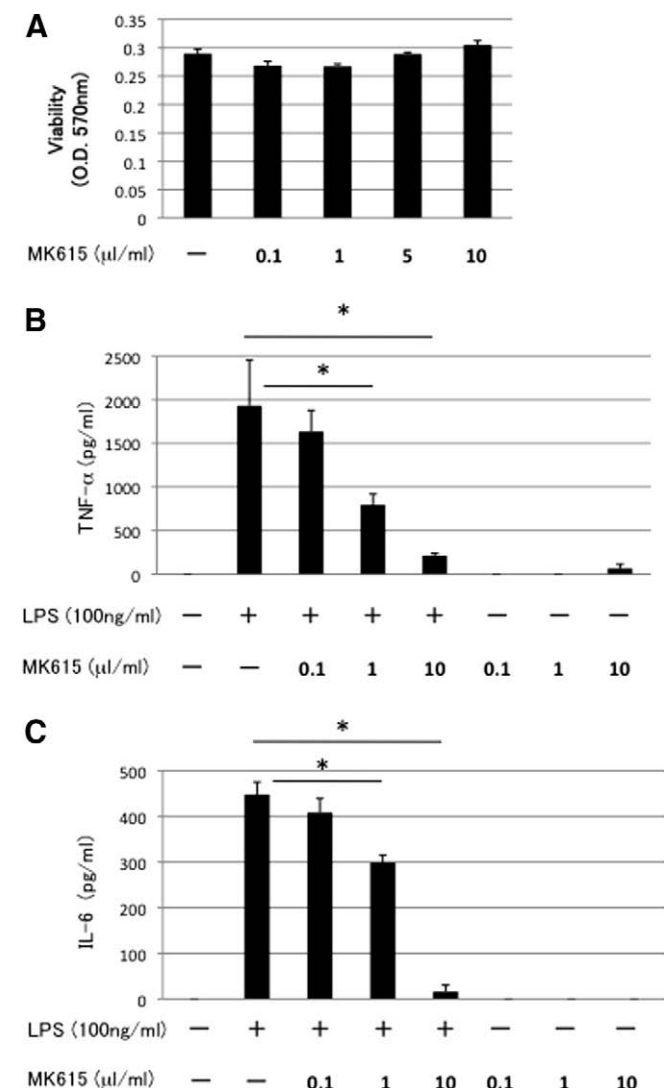 A
0.35
0.3
0.25
0.2
0.15
0.1
0.05
0
Viability
(O.D. 570nm)
MK615 (μl/ml) — 0.1 1 5 10
B
*
*
2500
2000
1500
1000
500
0
TNF-α (pg/ml)
LPS (100ng/ml) — + + + + — — —
MK615 (μl/ml) — — 0.1 1 10 0.1 1 10
C
*
*
500
400
300
200
100
0
IL-6 (pg/ml)
LPS (100ng/ml) — + + + + — — —
MK615 (μl/ml) — — 0.1 1 10 0.1 1 10